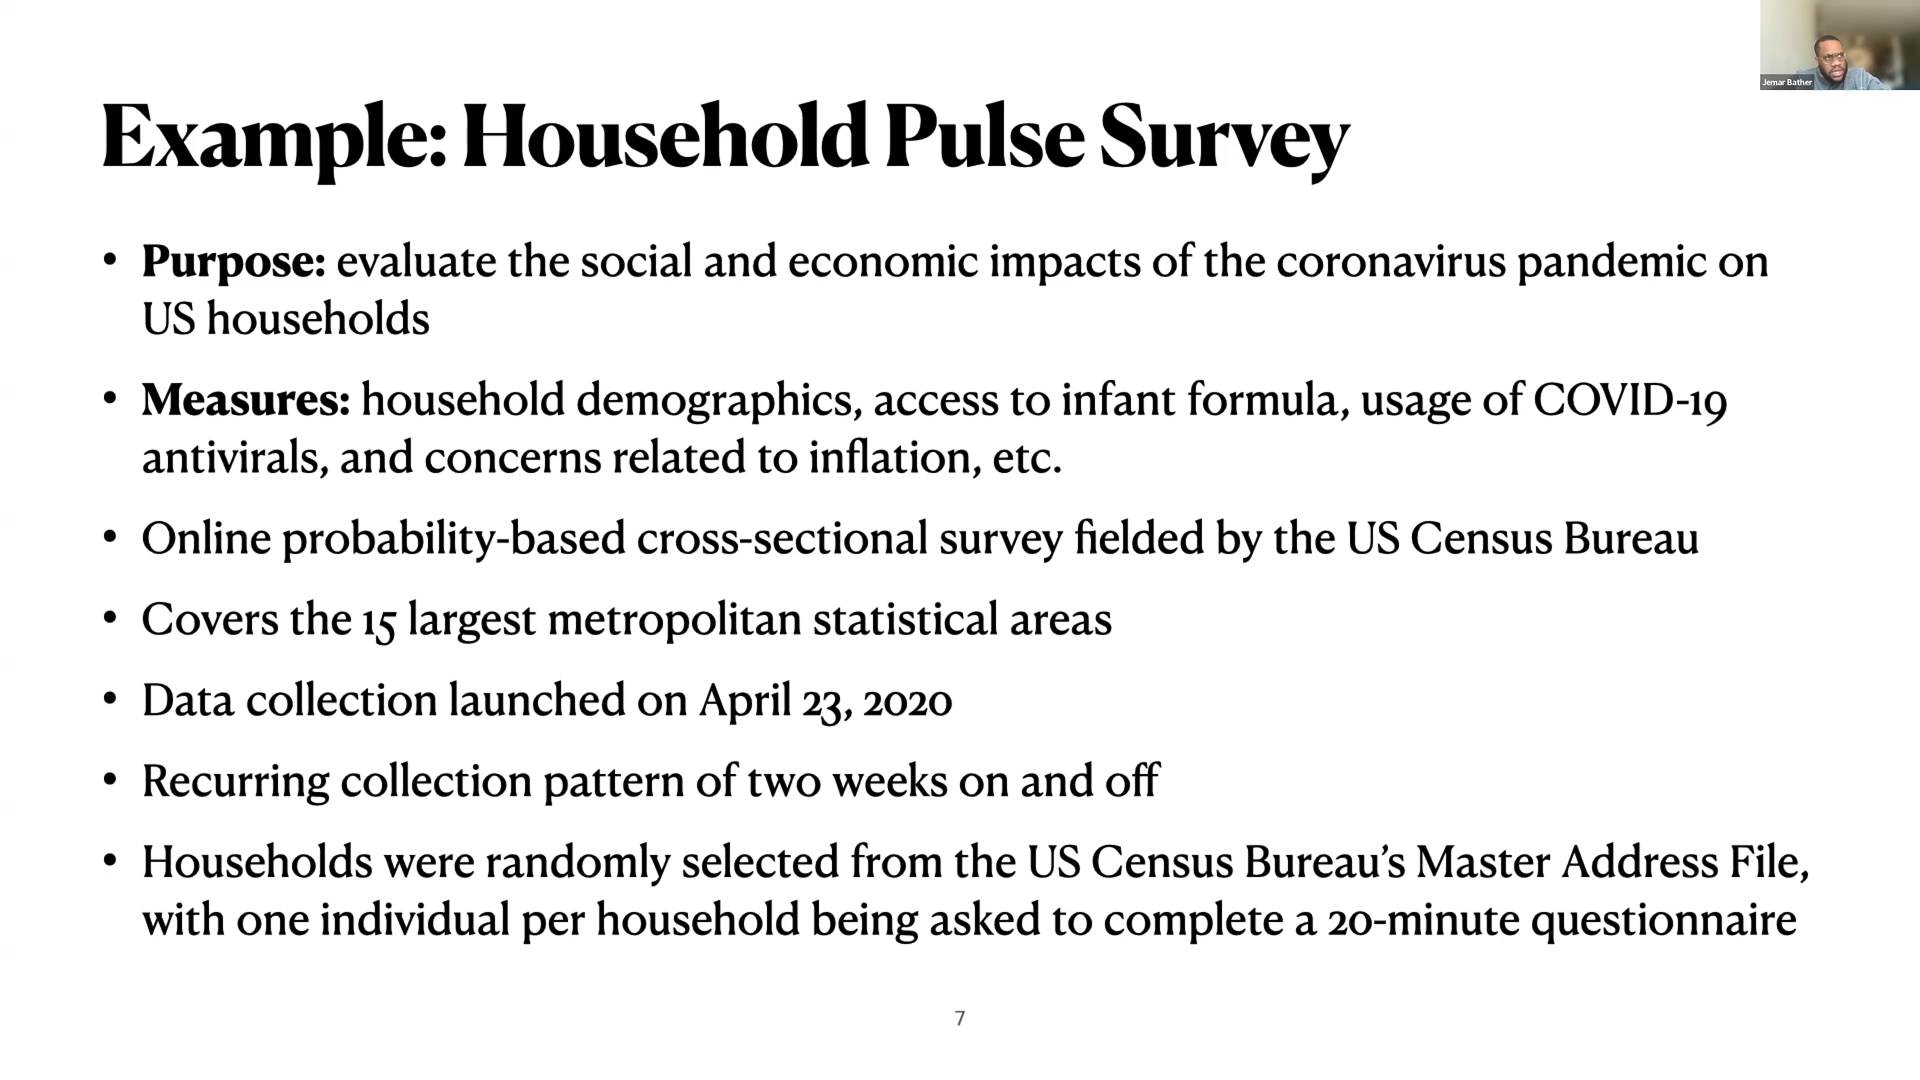 Jemar Bather
Example: Household Pulse Survey
• Purpose: evaluate the social and economic impacts of the coronavirus pandemic on
US households
• Measures: household demographics, access to infant formula, usage of COVID-19
antivirals, and concerns related to inflation, etc.
• Online probability-based cross-sectional survey fielded by the US Census Bureau
• Covers the 15 largest metropolitan statistical areas
• Data collection launched on April 23, 2020
• Recurring collection pattern of two weeks on and off
• Households were randomly selected from the US Census Bureau’s Master Address File,
with one individual per household being asked to complete a 20-minute questionnaire
7